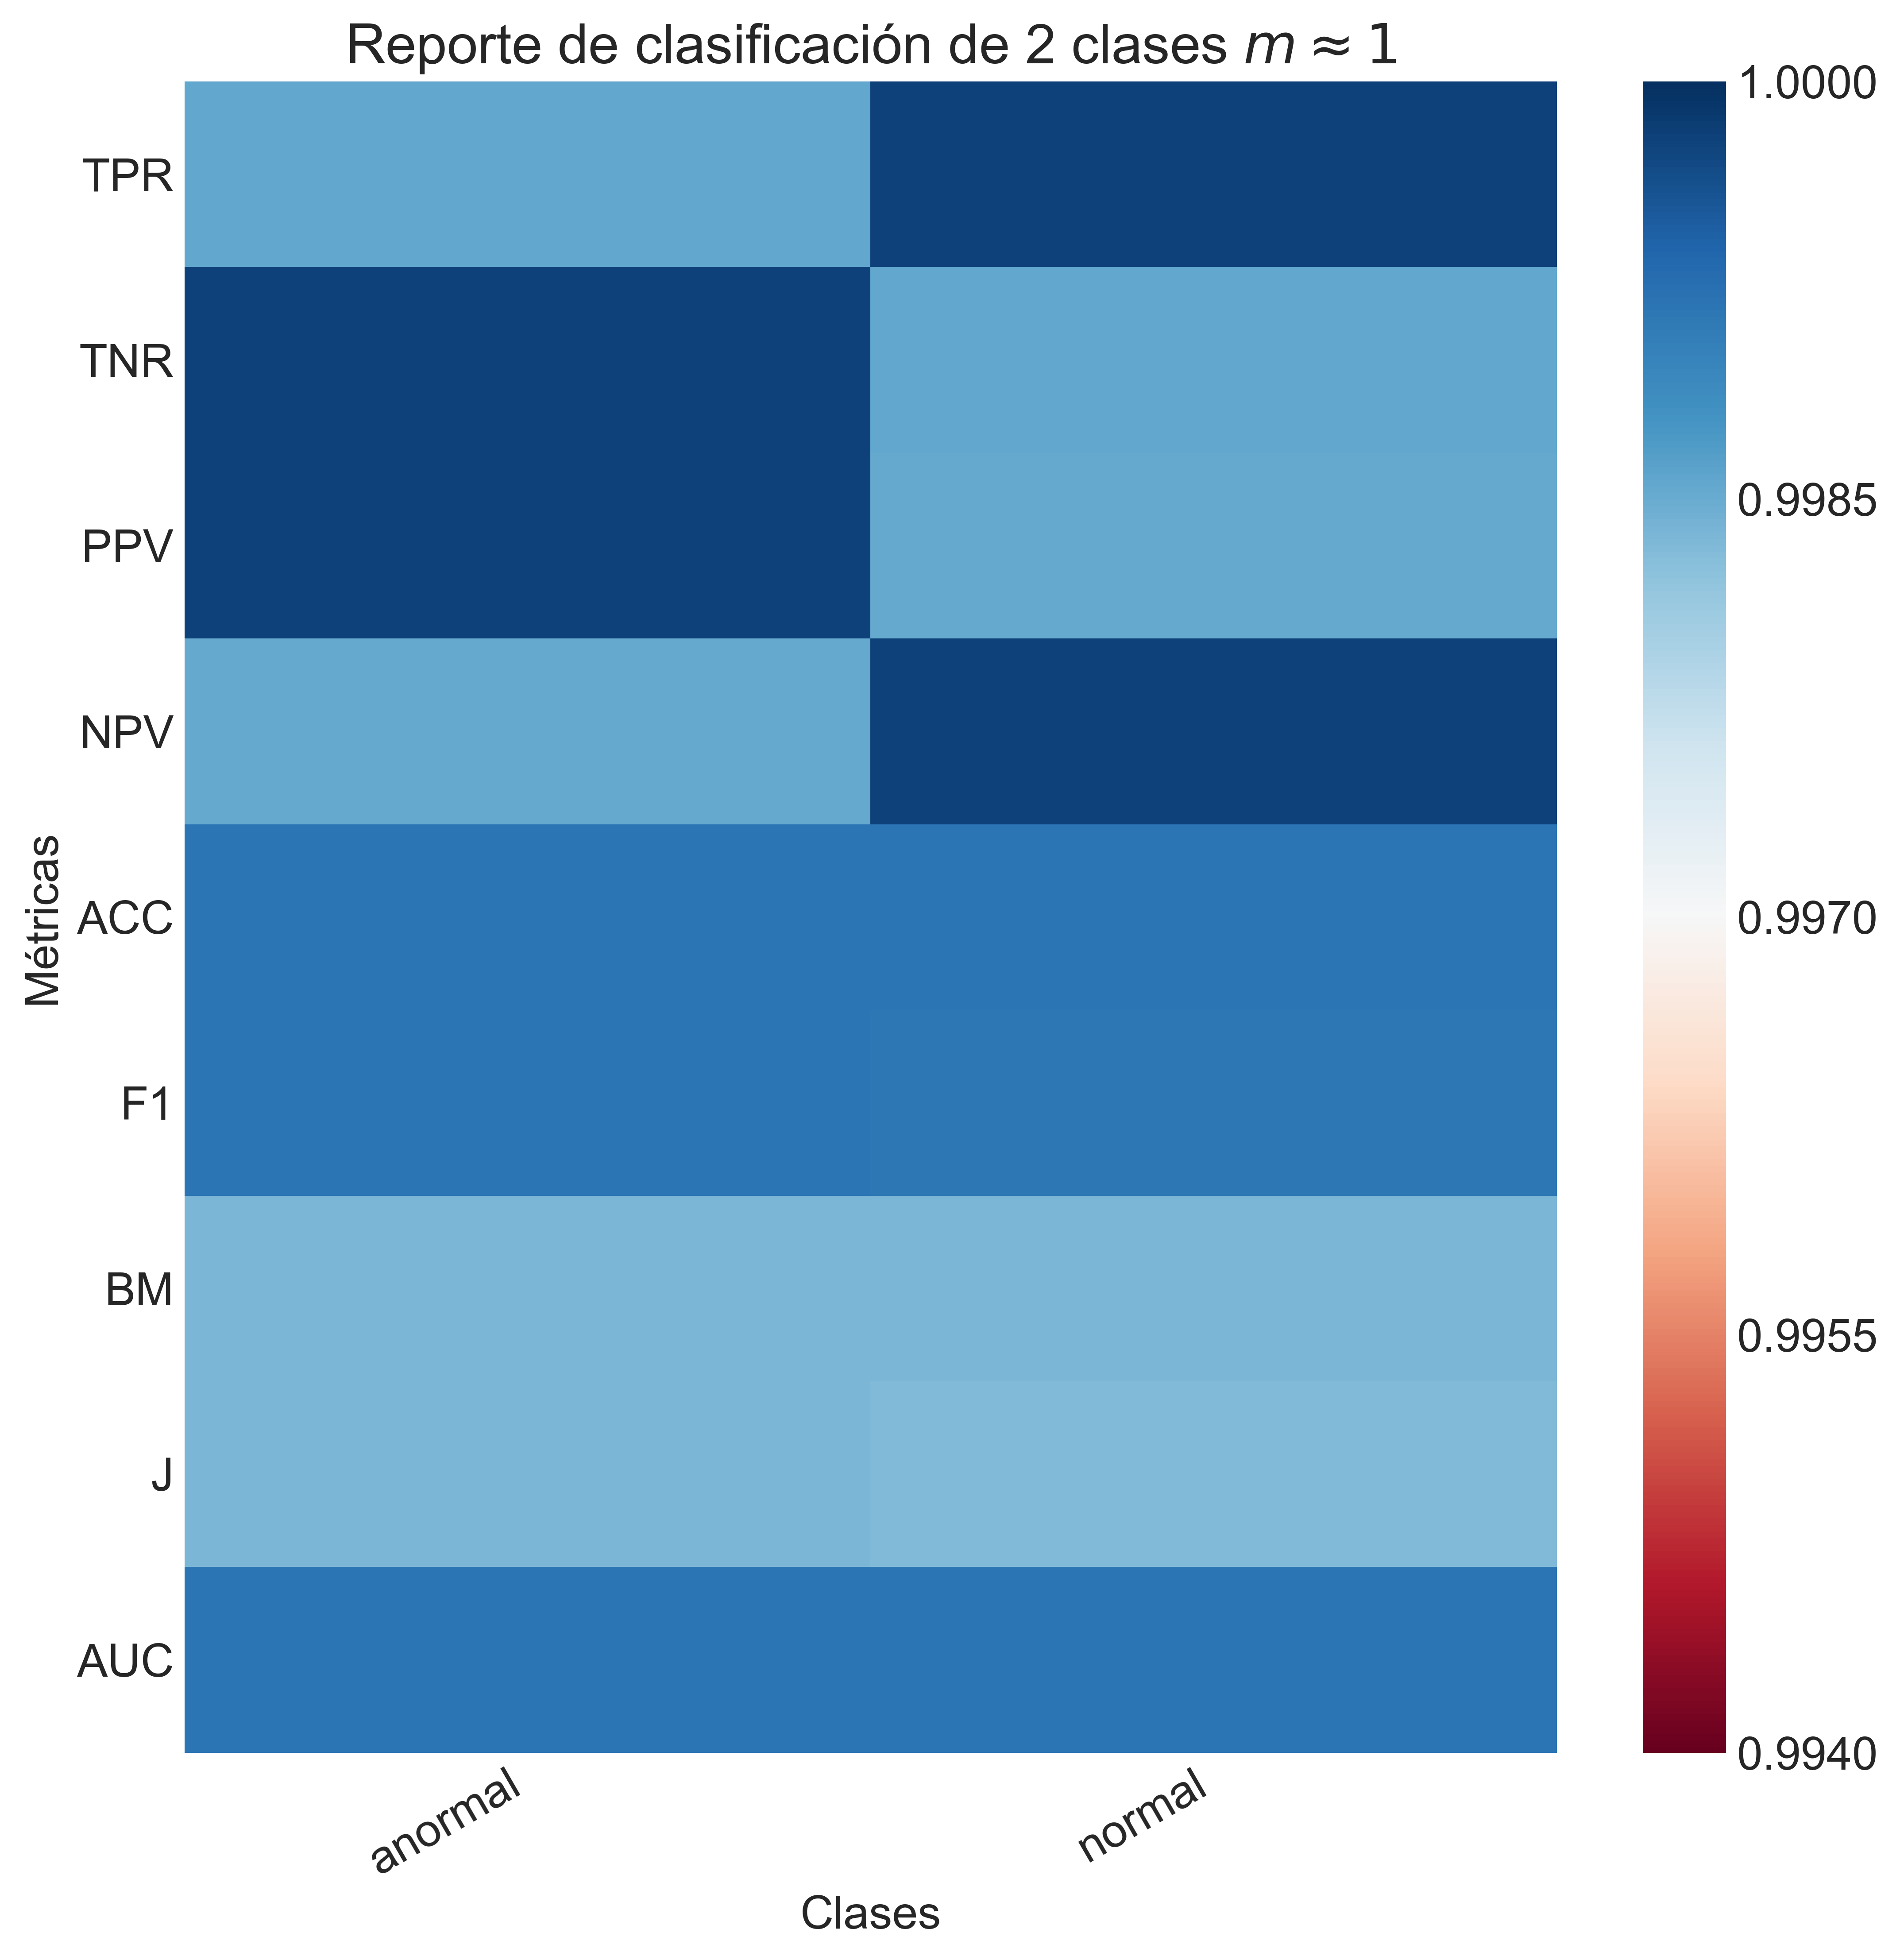 Reporte de clasificación de 2 clases m ≈ 1
Métricas
TPR
TNR
PPV
NPV
ACC
F1
BM
J
AUC
anormal
normal
Clases
1.0000
0.9985
0.9970
0.9955
0.9940